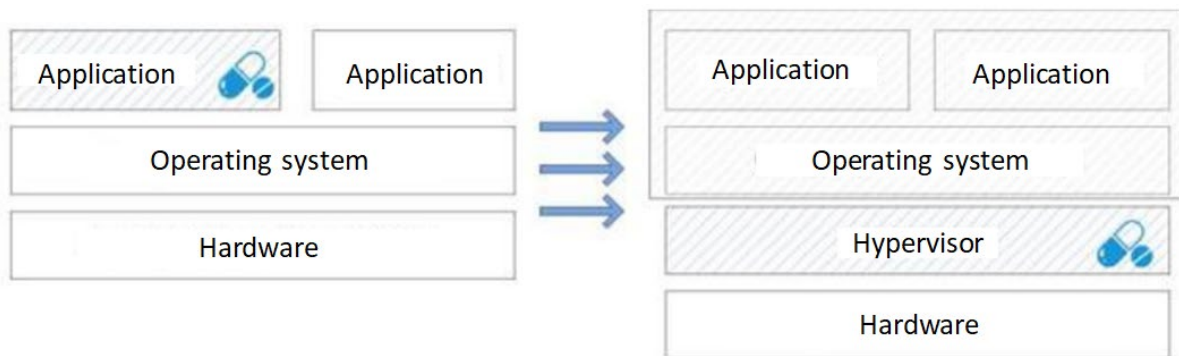 Application
Application
Operating system
Hardware
Application
Application
Operating system
Hypervisor
Hardware